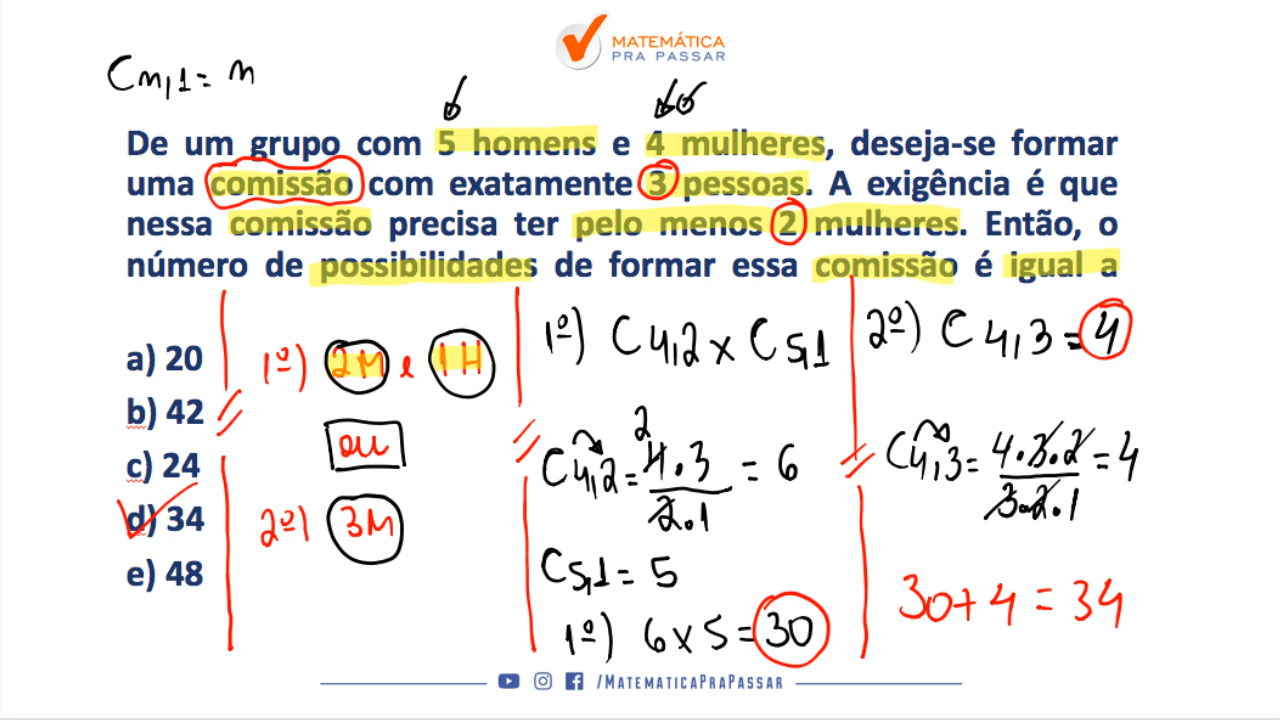 MATEMÁTICA
PRA PASSAR
Cn,1 = n
De um grupo com 5 homens e 4 mulheres, deseja-se formar
uma comissão com exatamente 3 pessoas. A exigência é que
nessa comissão precisa ter pelo menos 2 mulheres. Então, o
número de possibilidades de formar essa comissão é igual a
a) 20
b) 42
c) 24
d) 34
e) 48
1º) 2M e 1H
ou
2º) 3M
1º) C4,2 x C5,1
C4,2 = 4.3 / 2.1 = 6
2
C5,1 = 5
1º) 6 x 5 = 30
2º) C4,3 = 4
C4,3 = 4.3.2 / 3.2.1 = 4
30 + 4 = 34
/MATEMATICAPRAPASSAR